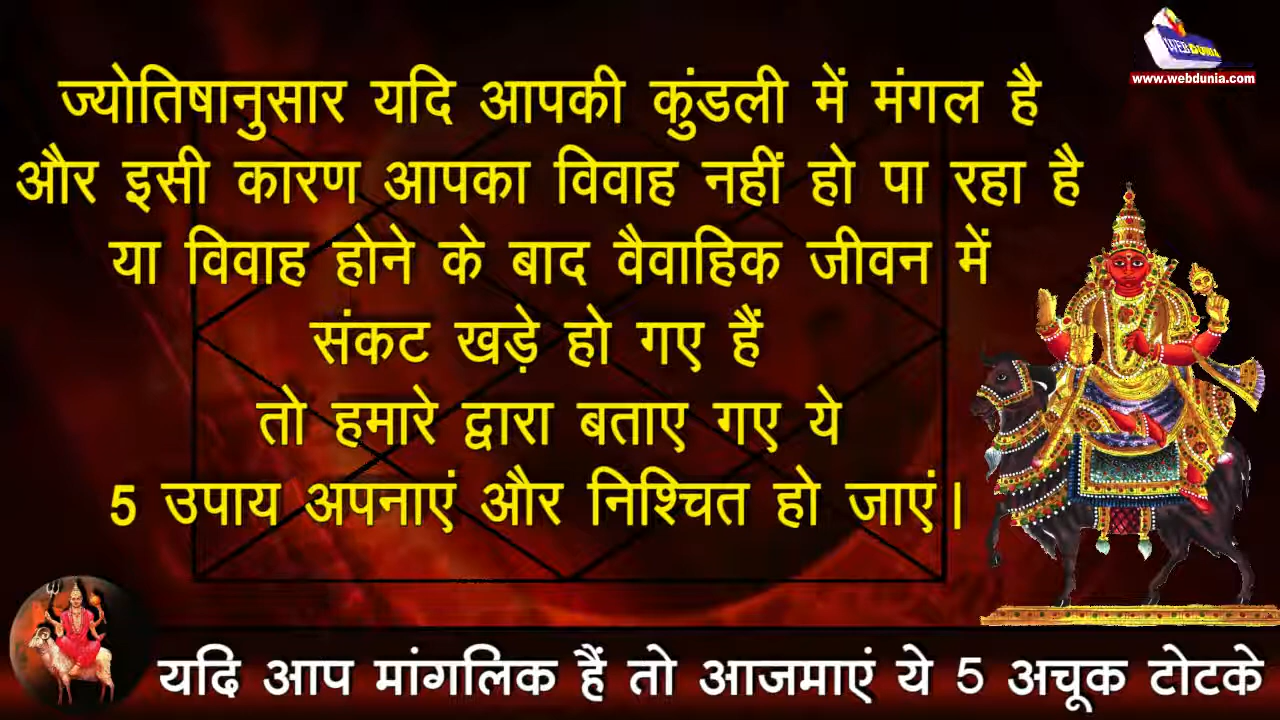 WEBDUNIA
www.webdunia.com
ज्योतिषानुसार यदि आपकी कुंडली में मंगल है
और इसी कारण आपका विवाह नहीं हो पा रहा है
या विवाह होने के बाद वैवाहिक जीवन में
संकट खड़े हो गए हैं
तो हमारे द्वारा बताए गए ये
5 उपाय अपनाएं और निश्चित हो जाएं।
यदि आप मांगलिक हैं तो आजमाएं ये 5 अचूक टोटके